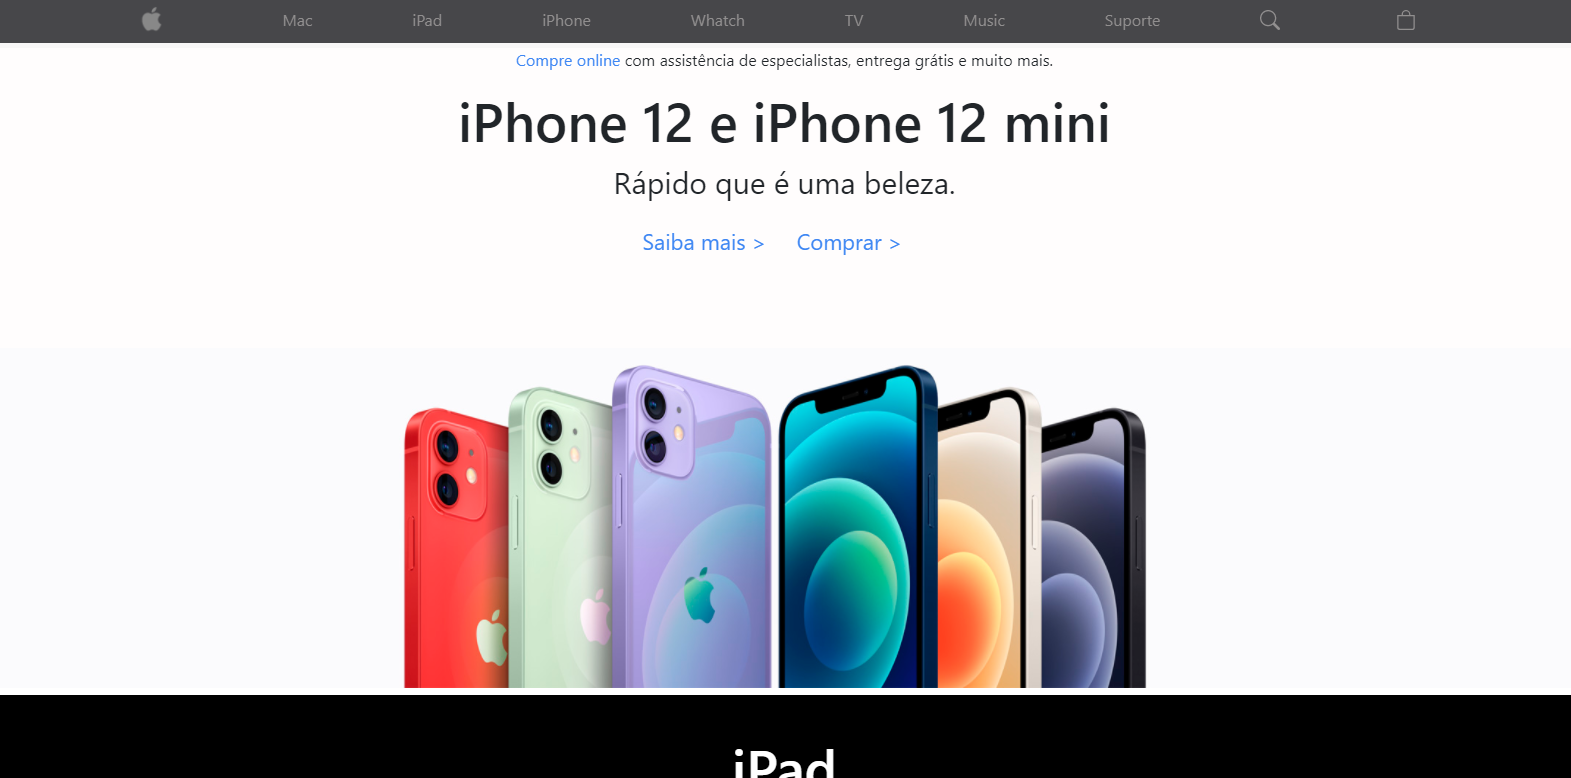 Mac iPad iPhone Whatch TV Music Suporte
Compre online com assistência de especialistas, entrega grátis e muito mais.
iPhone 12 e iPhone 12 mini
Rápido que é uma beleza.
Saiba mais > Comprar >
iPad